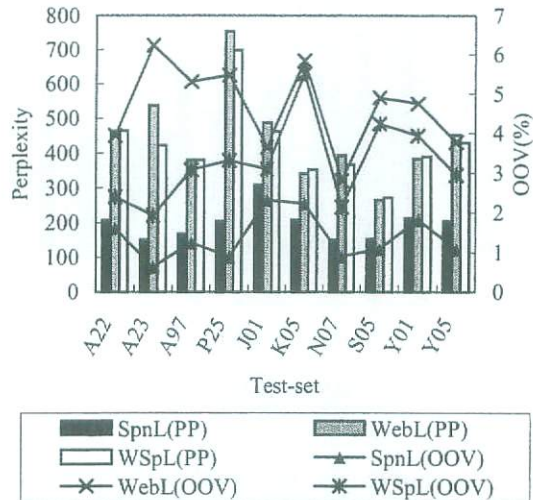 800
700
600
500
400
300
200
100
0
Perplexity
7
6
5
4
3
2
1
0
OOV(%)
A22
A23
A97
P25
J01
K05
N07
S05
Y01
Y05
Test-set
SpnL(PP)
WebL(PP)
WSpL(PP)
SpnL(OOV)
WebL(OOV)
WSpL(OOV)